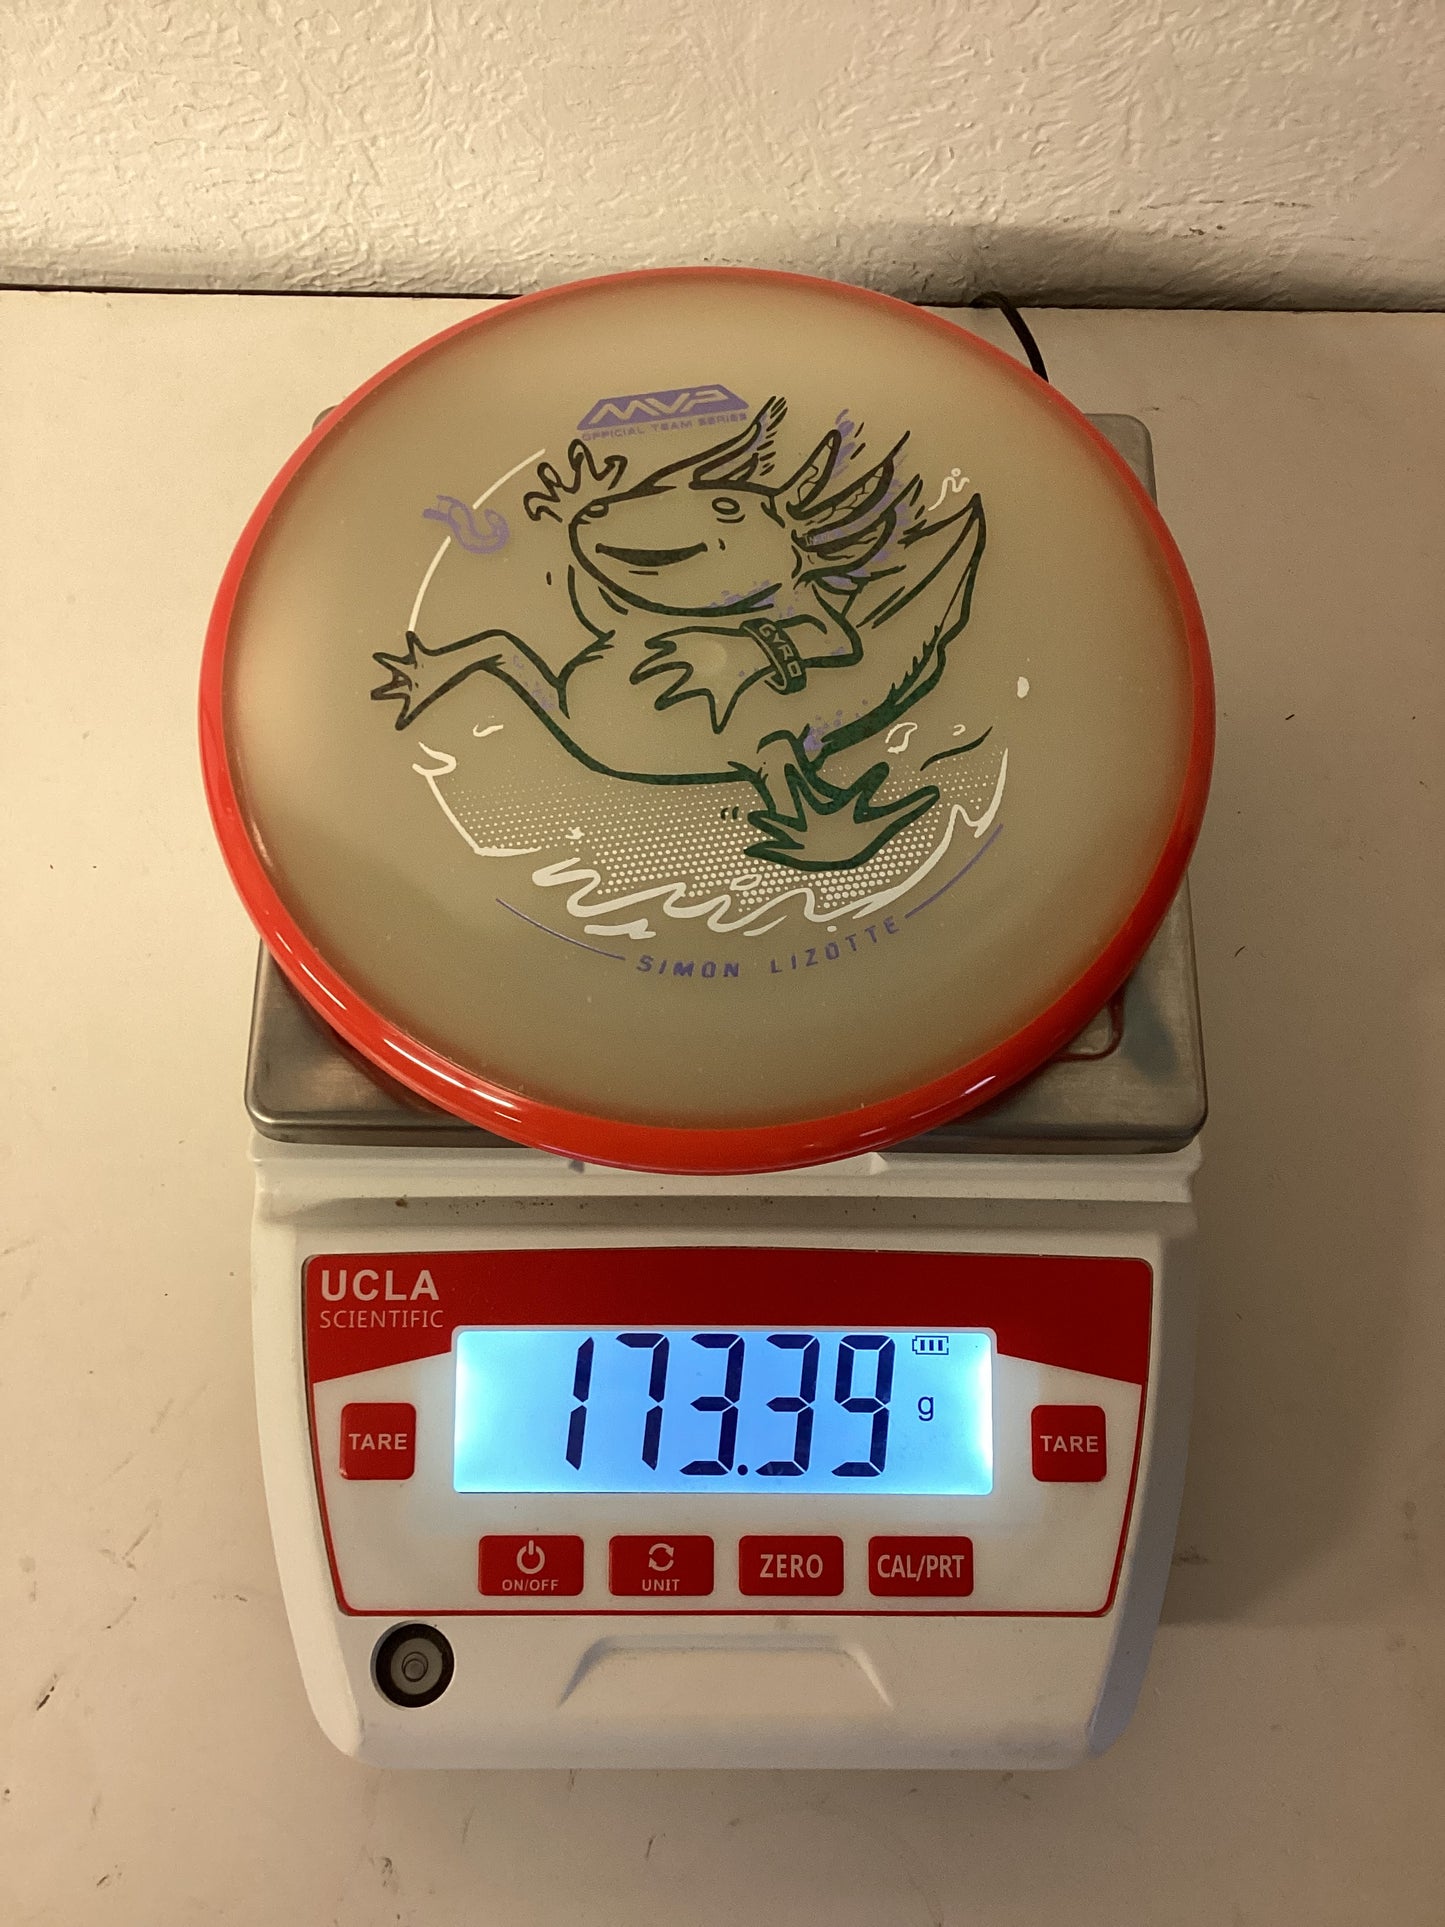 MVP
OFFICIAL TEAM SERIES
GYRO
SIMON LIZOTTE
UCLA
SCIENTIFIC
173.39 g
TARE
TARE
ON/OFF
UNIT
ZERO
CAL/PRT